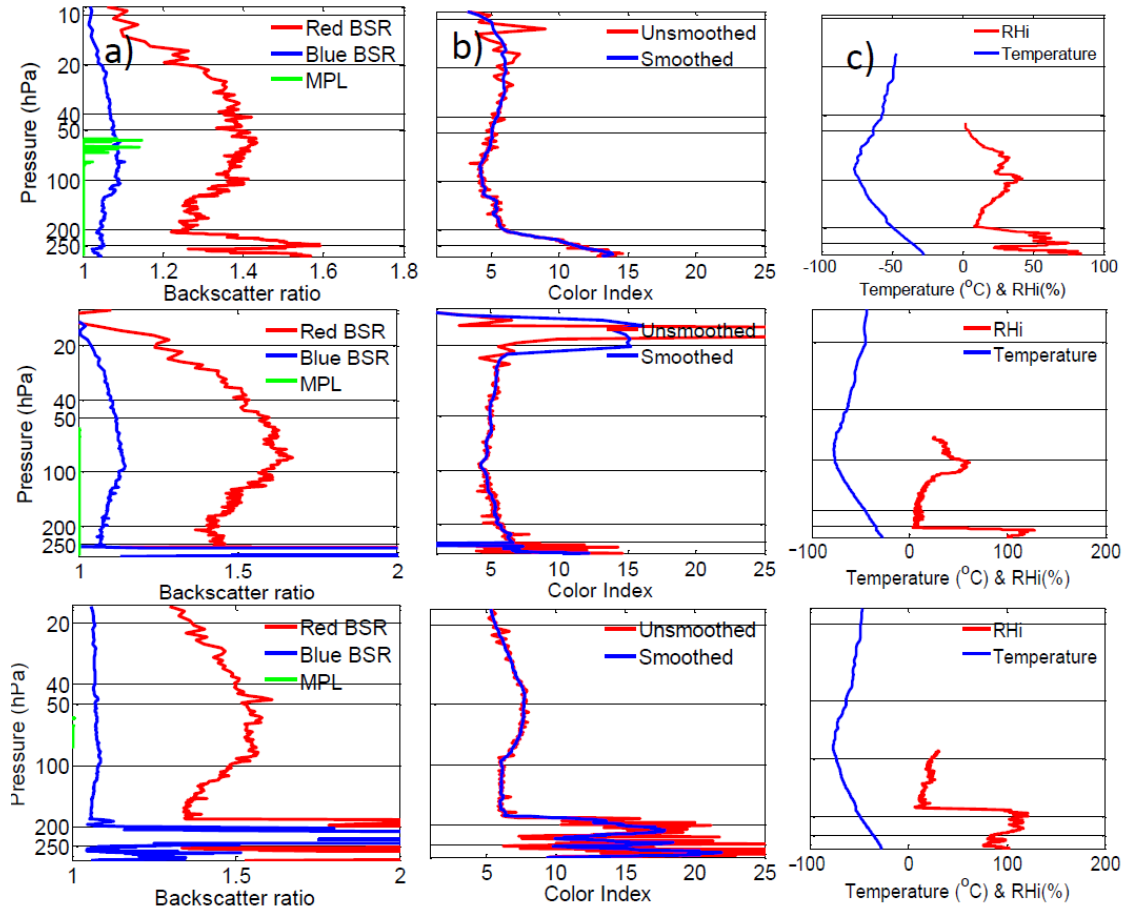 a)
Red BSR
Blue BSR
MPL
10
20
40
50
100
200
250
Pressure (hPa)
1
1.2
1.4
1.6
1.8
Backscatter ratio
b)
Unsmoothed
Smoothed
5
10
15
20
25
Color Index
c)
RHi
Temperature
-100
-50
0
50
100
Temperature (°C) & RHi(%)
Red BSR
Blue BSR
MPL
20
40
50
100
200
250
Pressure (hPa)
1
1.5
2
Backscatter ratio
Unsmoothed
Smoothed
5
10
15
20
25
Color Index
RHi
Temperature
−100
0
100
200
Temperature (°C) & RHi(%)
Red BSR
Blue BSR
MPL
20
40
50
100
200
250
Pressure (hPa)
1
1.5
2
Backscatter ratio
Unsmoothed
Smoothed
5
10
15
20
25
Color Index
RHi
Temperature
−100
0
100
200
Temperature (°C) & RHi(%)